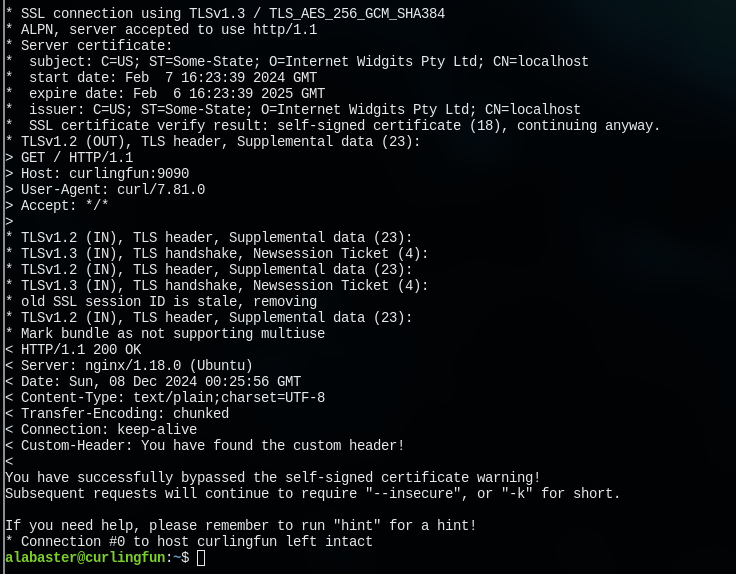 * SSL connection using TLSv1.3 / TLS_AES_256_GCM_SHA384
* ALPN, server accepted to use http/1.1
* Server certificate:
*  subject: C=US; ST=Some-State; O=Internet Widgits Pty Ltd; CN=localhost
*  start date: Feb  7 16:23:39 2024 GMT
*  expire date: Feb  6 16:23:39 2025 GMT
*  issuer: C=US; ST=Some-State; O=Internet Widgits Pty Ltd; CN=localhost
*  SSL certificate verify result: self-signed certificate (18), continuing anyway.
* TLSv1.2 (OUT), TLS header, Supplemental data (23):
> GET / HTTP/1.1
> Host: curlingfun:9090
> User-Agent: curl/7.81.0
> Accept: */*
>
* TLSv1.2 (IN), TLS header, Supplemental data (23):
* TLSv1.3 (IN), TLS handshake, Newsession Ticket (4):
* TLSv1.2 (IN), TLS header, Supplemental data (23):
* TLSv1.3 (IN), TLS handshake, Newsession Ticket (4):
* old SSL session ID is stale, removing
* TLSv1.2 (IN), TLS header, Supplemental data (23):
* Mark bundle as not supporting multiuse
< HTTP/1.1 200 OK
< Server: nginx/1.18.0 (Ubuntu)
< Date: Sun, 08 Dec 2024 00:25:56 GMT
< Content-Type: text/plain;charset=UTF-8
< Transfer-Encoding: chunked
< Connection: keep-alive
< Custom-Header: You have found the custom header!
<
You have successfully bypassed the self-signed certificate warning!
Subsequent requests will continue to require "--insecure", or "-k" for short.

If you need help, please remember to run "hint" for a hint!
* Connection #0 to host curlingfun left intact
alabaster@curlingfun:~$